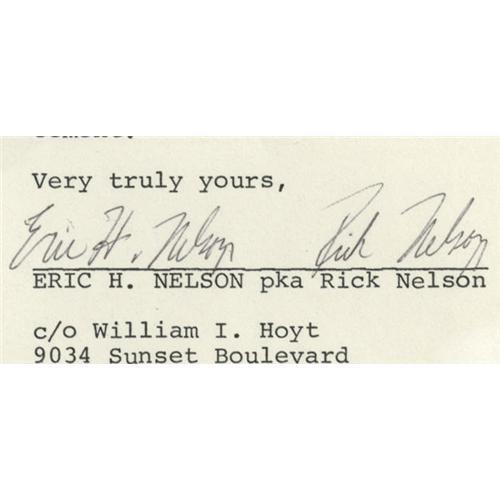 Very truly yours,
Eric H. Nelson Rick Nelson
ERIC H. NELSON pka Rick Nelson
c/o William I. Hoyt
9034 Sunset Boulevard